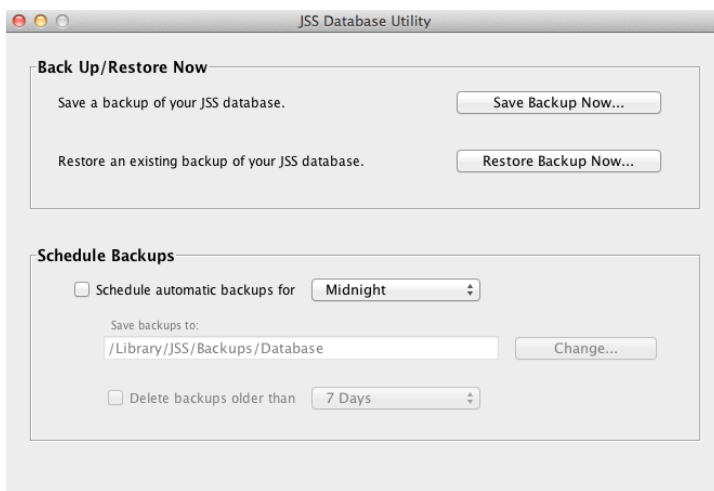 JSS Database Utility
Back Up/Restore Now
Save a backup of your JSS database. Save Backup Now...
Restore an existing backup of your JSS database. Restore Backup Now...
Schedule Backups
Schedule automatic backups for Midnight
Save backups to:
/Library/JSS/Backups/Database Change...
Delete backups older than 7 Days